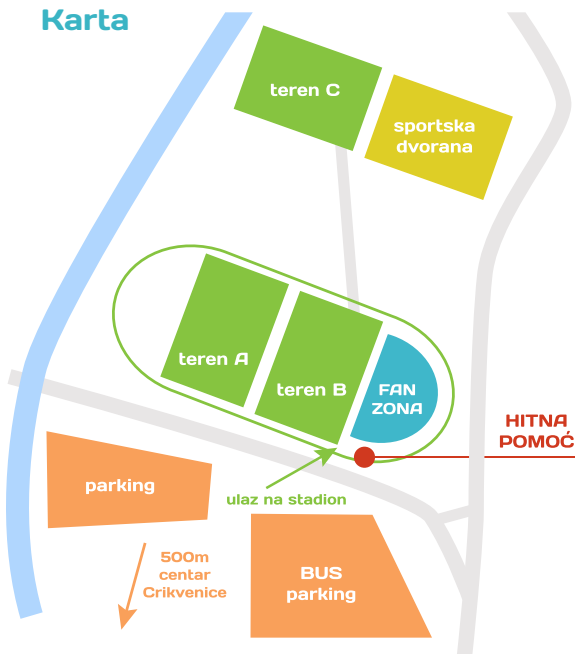 Karta
teren C
sportska
dvorana
teren A
teren B
FAN
ZONA
HITNA
POMOĆ
parking
ulaz na stadion
500m
centar
Crikvenice
BUS
parking